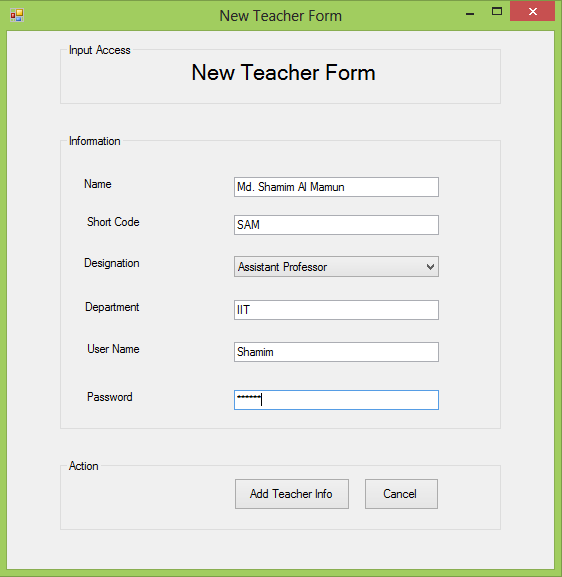 New Teacher Form
Input Access
New Teacher Form
Information
Name Md. Shamim Al Mamun
Short Code SAM
Designation Assistant Professor
Department IIT
User Name Shamim
Password ******
Action
Add Teacher Info Cancel